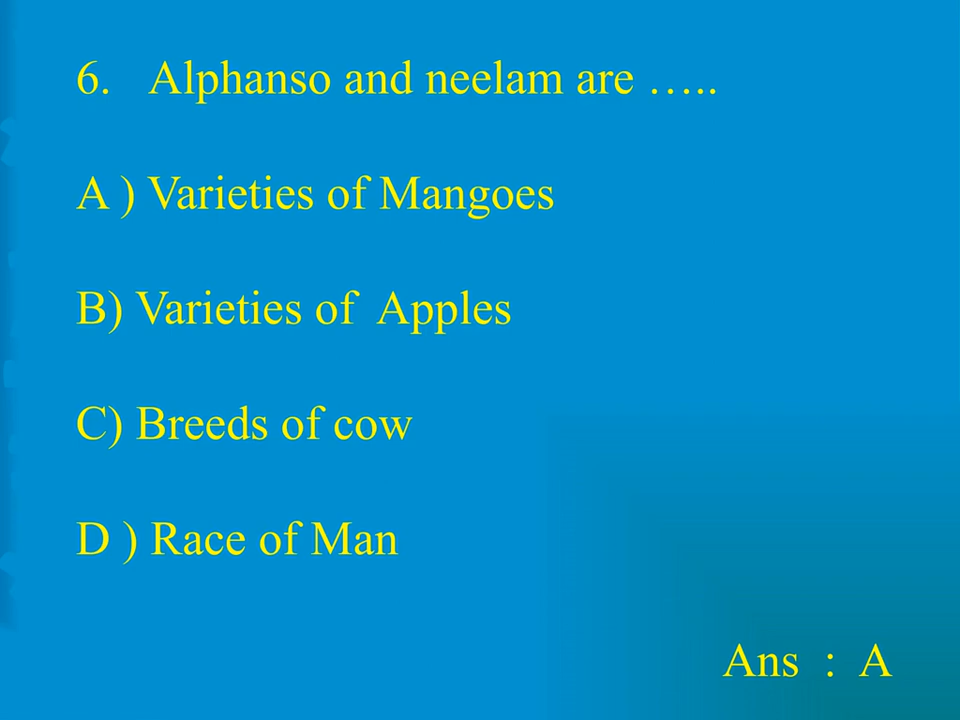 6. Alphanso and neelam are …..
A ) Varieties of Mangoes
B) Varieties of Apples
C) Breeds of cow
D ) Race of Man
Ans : A